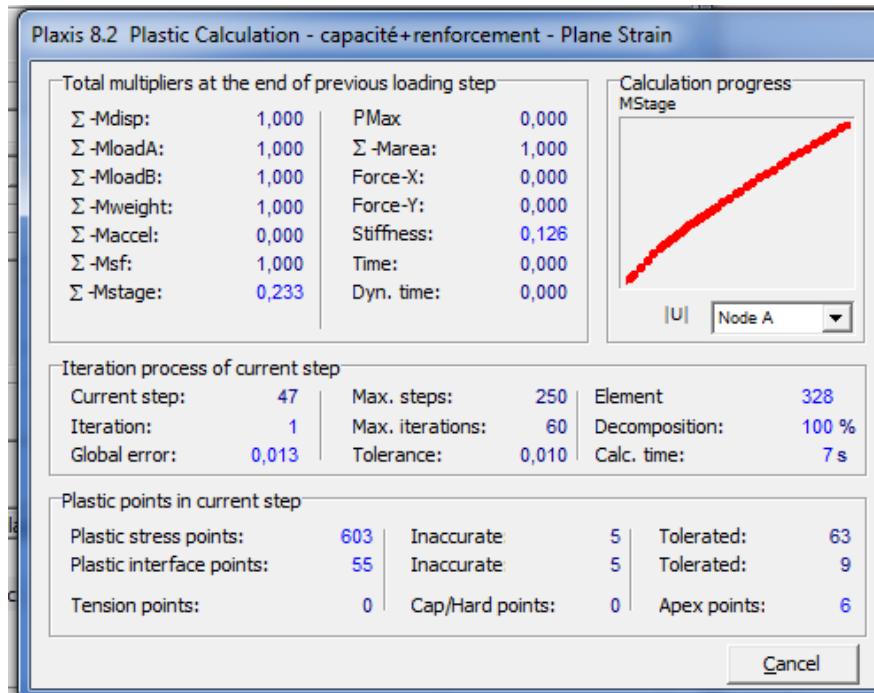 Plaxis 8.2 Plastic Calculation - capacité+renforcement - Plane Strain
Total multipliers at the end of previous loading step
Σ -Mdisp: 1,000 PMax 0,000
Σ -MloadA: 1,000 Σ -Marea: 1,000
Σ -MloadB: 1,000 Force-X: 0,000
Σ -Mweight: 1,000 Force-Y: 0,000
Σ -Maccel: 0,000 Stiffness: 0,126
Σ -Msf: 1,000 Time: 0,000
Σ -Mstage: 0,233 Dyn. time: 0,000
Calculation progress
MStage
|U| Node A
Iteration process of current step
Current step: 47 Max. steps: 250 Element 328
Iteration: 1 Max. iterations: 60 Decomposition: 100 %
Global error: 0,013 Tolerance: 0,010 Calc. time: 7 s
Plastic points in current step
Plastic stress points: 603 Inaccurate: 5 Tolerated: 63
Plastic interface points: 55 Inaccurate: 5 Tolerated: 9
Tension points: 0 Cap/Hard points: 0 Apex points: 6
Cancel